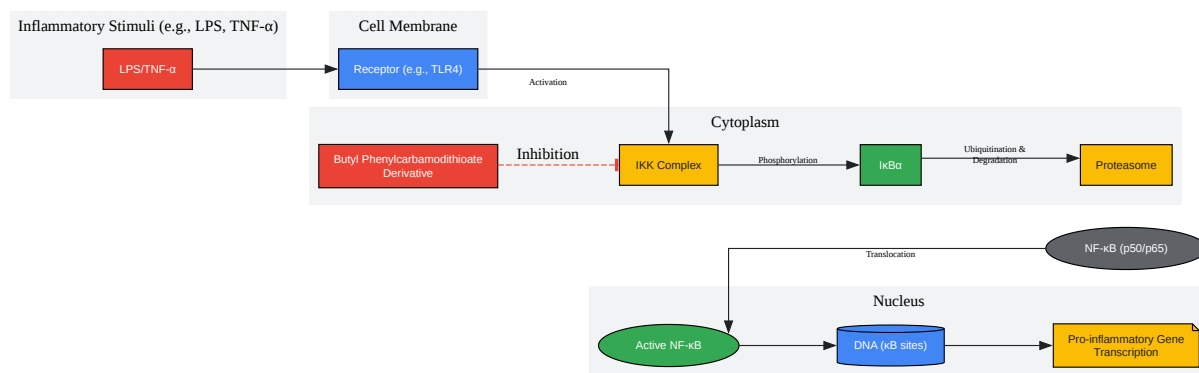 Inflammatory Stimuli (e.g., LPS, TNF-α)
Cell Membrane
LPS/TNF-α
Receptor (e.g., TLR4)
Activation
Cytoplasm
Butyl Phenylcarbamodithioate
Derivative
Inhibition
IKK Complex
Phosphorylation
IκBα
Ubiquitination &
Degradation
Proteasome
NF-κB (p50/p65)
Translocation
Nucleus
Active NF-κB
DNA (κB sites)
Pro-inflammatory Gene
Transcription